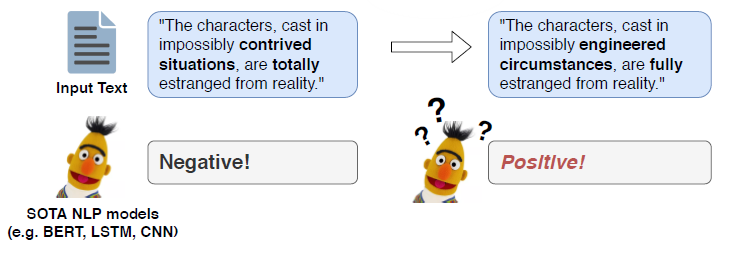 "The characters, cast in
impossibly contrived
situations, are totally
estranged from reality."
"The characters, cast in
impossibly engineered
circumstances, are fully
estranged from reality."
Input Text
? ? ?
Negative!
Positive!
SOTA NLP models
(e.g. BERT, LSTM, CNN)